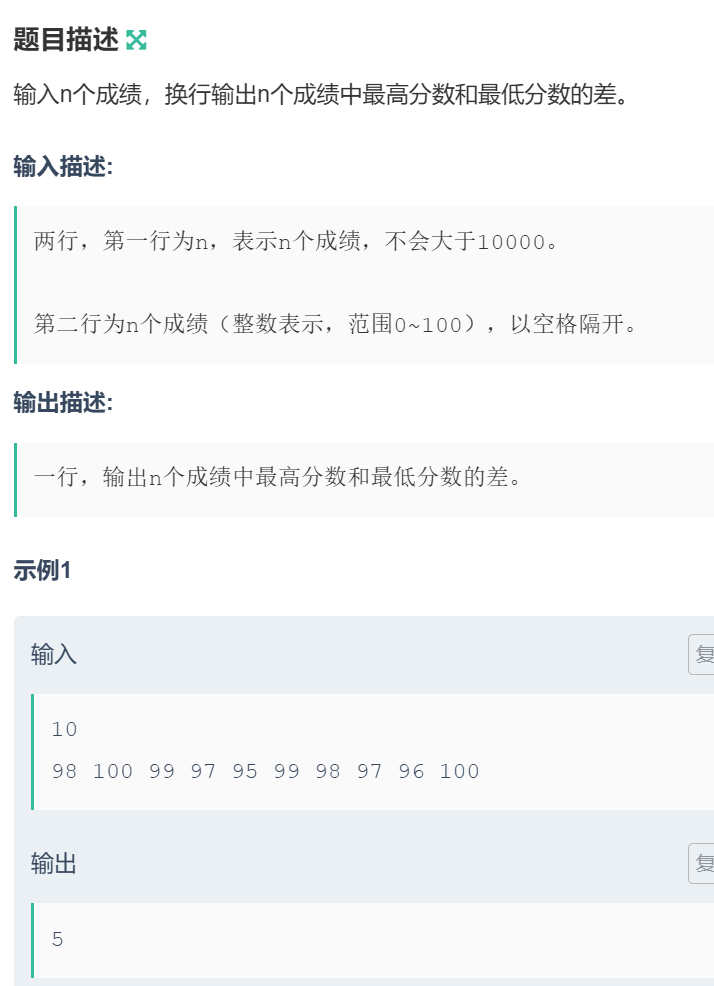 题目描述
输入n个成绩，换行输出n个成绩中最高分数和最低分数的差。
输入描述:
两行，第一行为n，表示n个成绩，不会大于10000。
第二行为n个成绩（整数表示，范围0~100），以空格隔开。
输出描述:
一行，输出n个成绩中最高分数和最低分数的差。
示例1
输入
复
10
98 100 99 97 95 99 98 97 96 100
输出
复
5